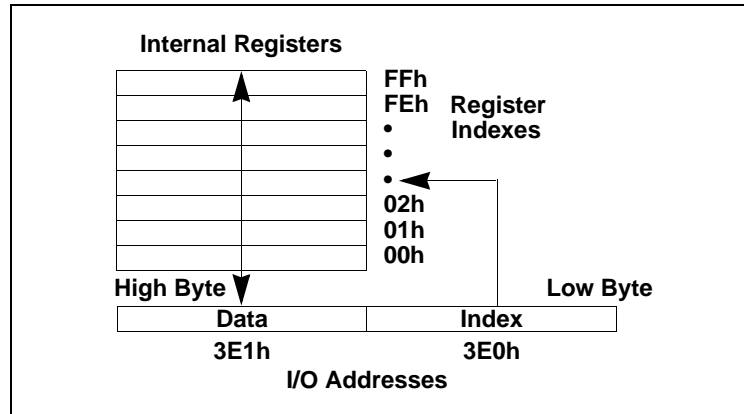 Internal Registers
FFh
FEh
Register
Indexes
•
•
•
02h
01h
00h
High Byte
Low Byte
Data
Index
3E1h
3E0h
I/O Addresses